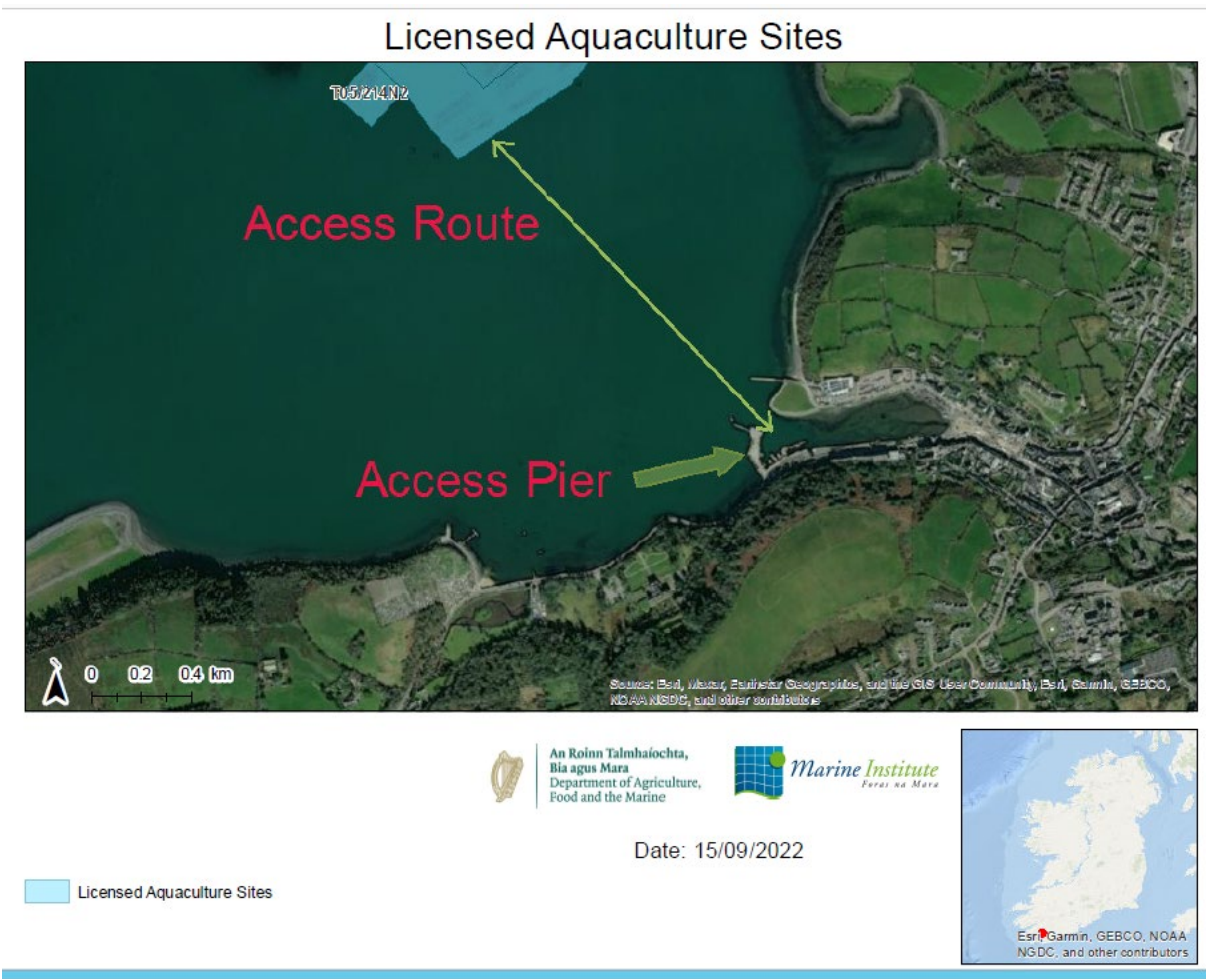 Licensed Aquaculture Sites
T05/214N2
Access Route
Access Pier
0 0.2 0.4 km
Source: Esri, Maxar, Earthstar Geographics, and the GIS User Community, Esri, Garmin, GEBCO,
NOAA NGDC, and other contributors
An Roinn Talmhaíochta,
Bia agus Mara
Department of Agriculture,
Food and the Marine
Marine Institute
Foras na Mara
Date: 15/09/2022
Licensed Aquaculture Sites
Esri, Garmin, GEBCO, NOAA
NGDC, and other contributors